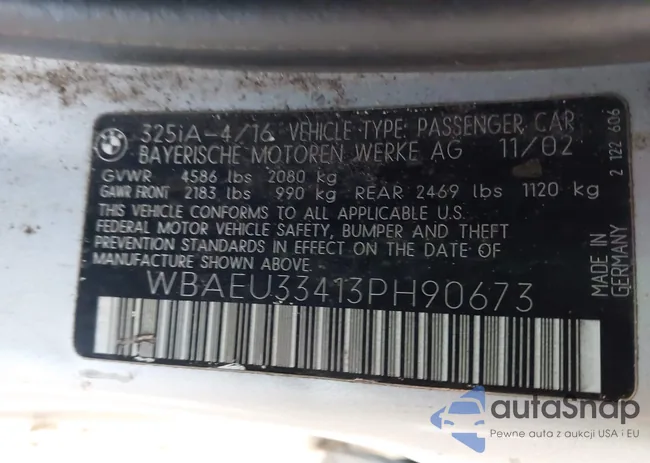 BMW
325iA-4/16 VEHICLE TYPE: PASSENGER CAR
BAYERISCHE MOTOREN WERKE AG 11/02
GVWR 4586 lbs 2080 kg
GAWR FRONT 2183 lbs 990 kg REAR 2469 lbs 1120 kg
THIS VEHICLE CONFORMS TO ALL APPLICABLE U.S.
FEDERAL MOTOR VEHICLE SAFETY, BUMPER AND THEFT
PREVENTION STANDARDS IN EFFECT ON THE DATE OF
MANUFACTURE SHOWN ABOVE.
WBAEU33413PH90673
MADE IN
GERMANY
2 122 606
autaSnap
Pewne auta z aukcji USA i EU